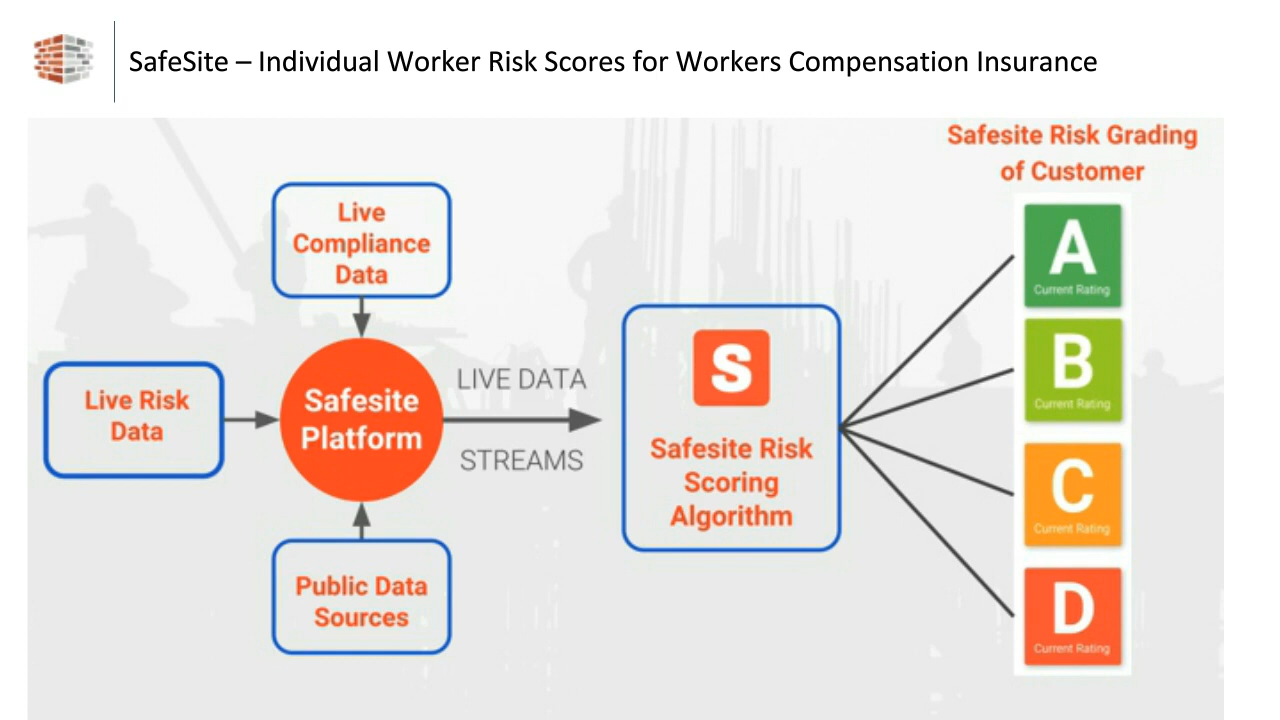 SafeSite – Individual Worker Risk Scores for Workers Compensation Insurance
Safesite Risk Grading
of Customer
Live
Compliance
Data
Live Risk
Data
Safesite
Platform
Public Data
Sources
LIVE DATA
STREAMS
S
Safesite Risk
Scoring
Algorithm
A
Current Rating
B
Current Rating
C
Current Rating
D
Current Rating